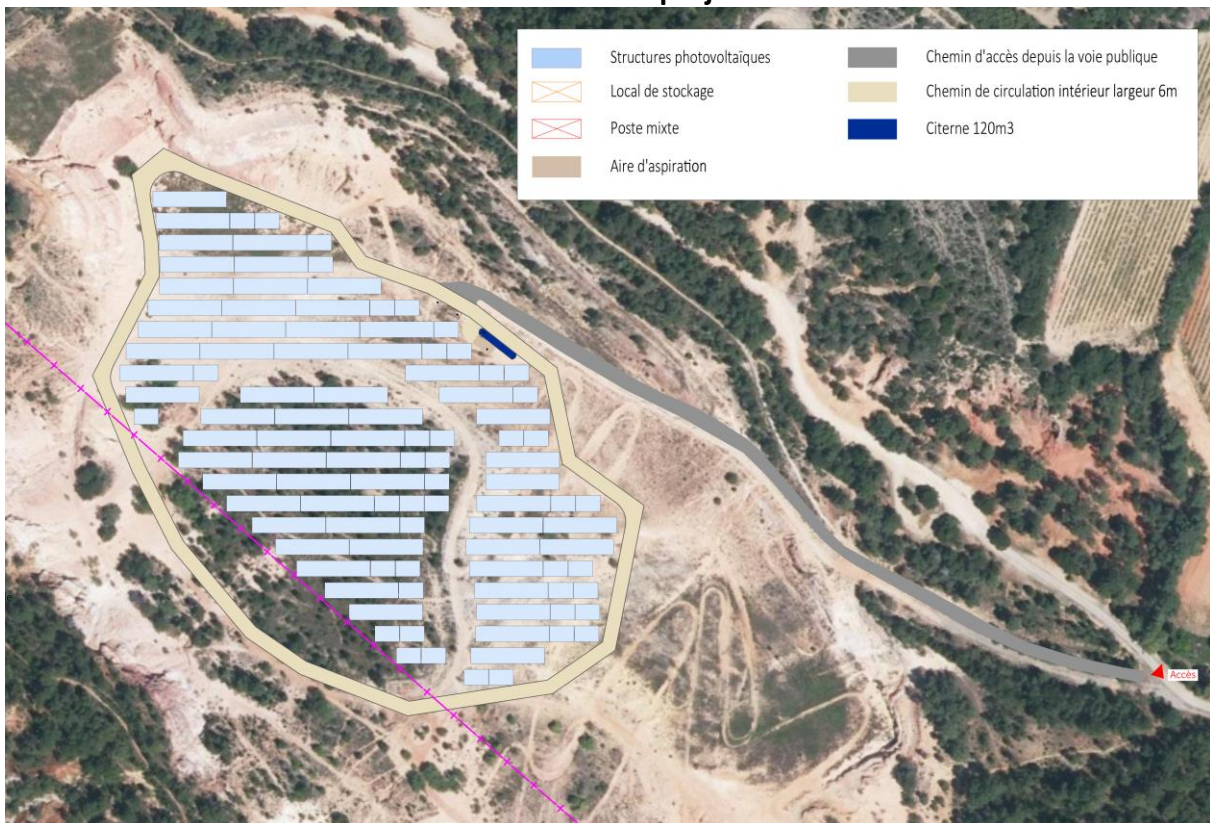 Structures photovoltaïques
Local de stockage
Poste mixte
Aire d'aspiration
Chemin d'accès depuis la voie publique
Chemin de circulation intérieur largeur 6m
Citerne 120m3
Accès